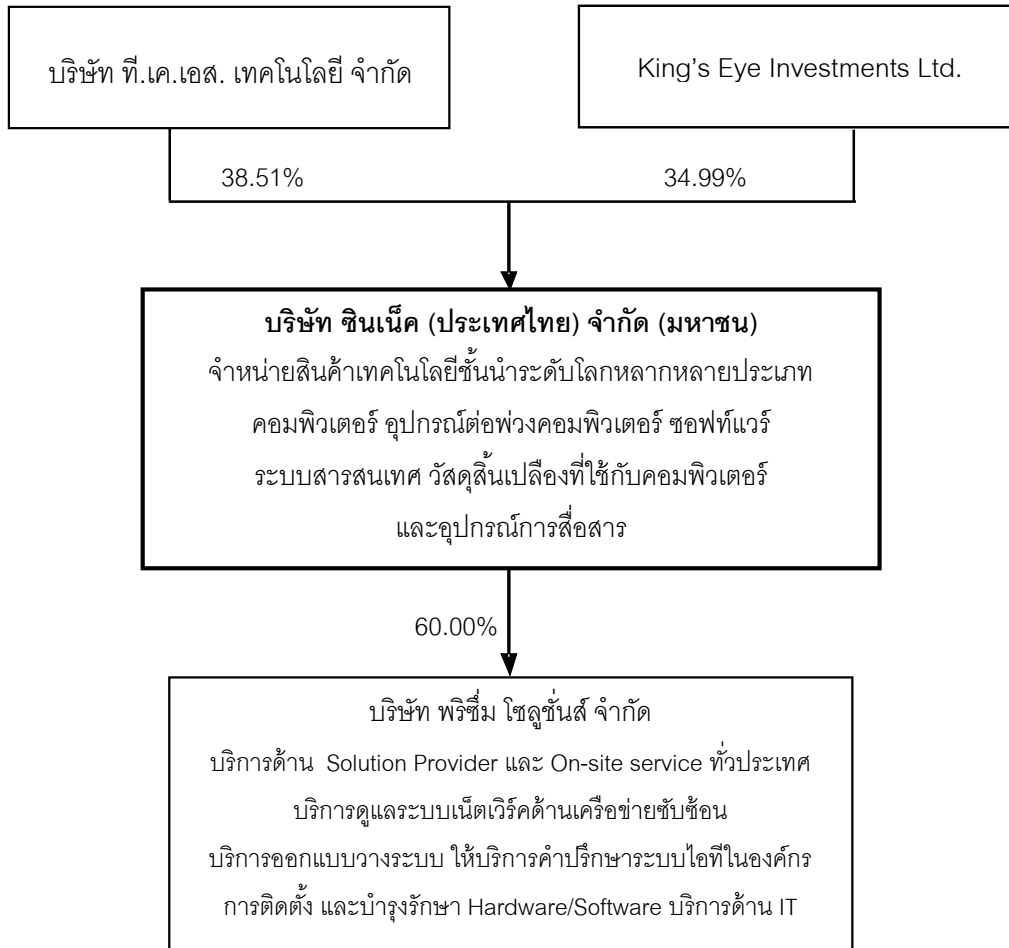 บริษัท ที.เค.เอส. เทคโนโลยี จำกัด
King's Eye Investments Ltd.
38.51%
34.99%
บริษัท ซินเน็ค (ประเทศไทย) จำกัด (มหาชน)
จำหน่ายสินค้าเทคโนโลยีชั้นนำระดับโลกหลากหลายประเภท
คอมพิวเตอร์ อุปกรณ์ต่อพ่วงคอมพิวเตอร์ ซอฟท์แวร์
ระบบสารสนเทศ วัสดุสิ้นเปลืองที่ใช้กับคอมพิวเตอร์
และอุปกรณ์การสื่อสาร
60.00%
บริษัท พริซึ่ม โซลูชั่นส์ จำกัด
บริการด้าน Solution Provider และ On-site service ทั่วประเทศ
บริการดูแลระบบเน็ตเวิร์คด้านเครือข่ายซับซ้อน
บริการออกแบบวางระบบ ให้บริการคำปรึกษาระบบไอทีในองค์กร
การติดตั้ง และบำรุงรักษา Hardware/Software บริการด้าน IT